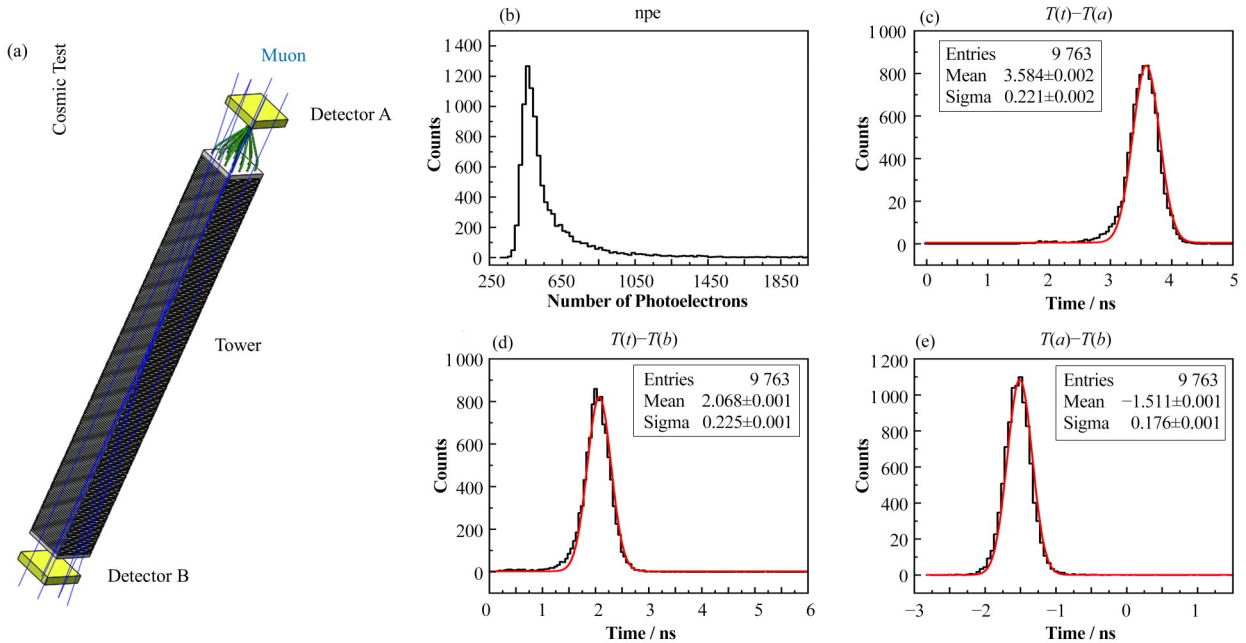 (a)
Cosmic Test
Muon
Detector A
Tower
Detector B
(b)
npe
1 400
1 200
1 000
800
600
400
200
0
Counts
250 650 1050 1450 1850
Number of Photoelectrons
(c)
T(t)−T(a)
1 000
800
600
400
20
0
Counts
Entries 9 763
Mean 3.584±0.002
Sigma 0.221±0.002
0 1 2 3 4 5
Time / ns
(d)
T(t)−T(b)
1 000
800
600
400
200
0
Counts
Entries 9 763
Mean 2.068±0.001
Sigma 0.225±0.001
0 1 2 3 4 5 6
Time / ns
(e)
T(a)−T(b)
1 200
1 000
80
60
40
20
0
Counts
Entries 9 763
Mean −1.511±0.001
Sigma 0.176±0.001
−3 −2 −1 0 1
Time / ns